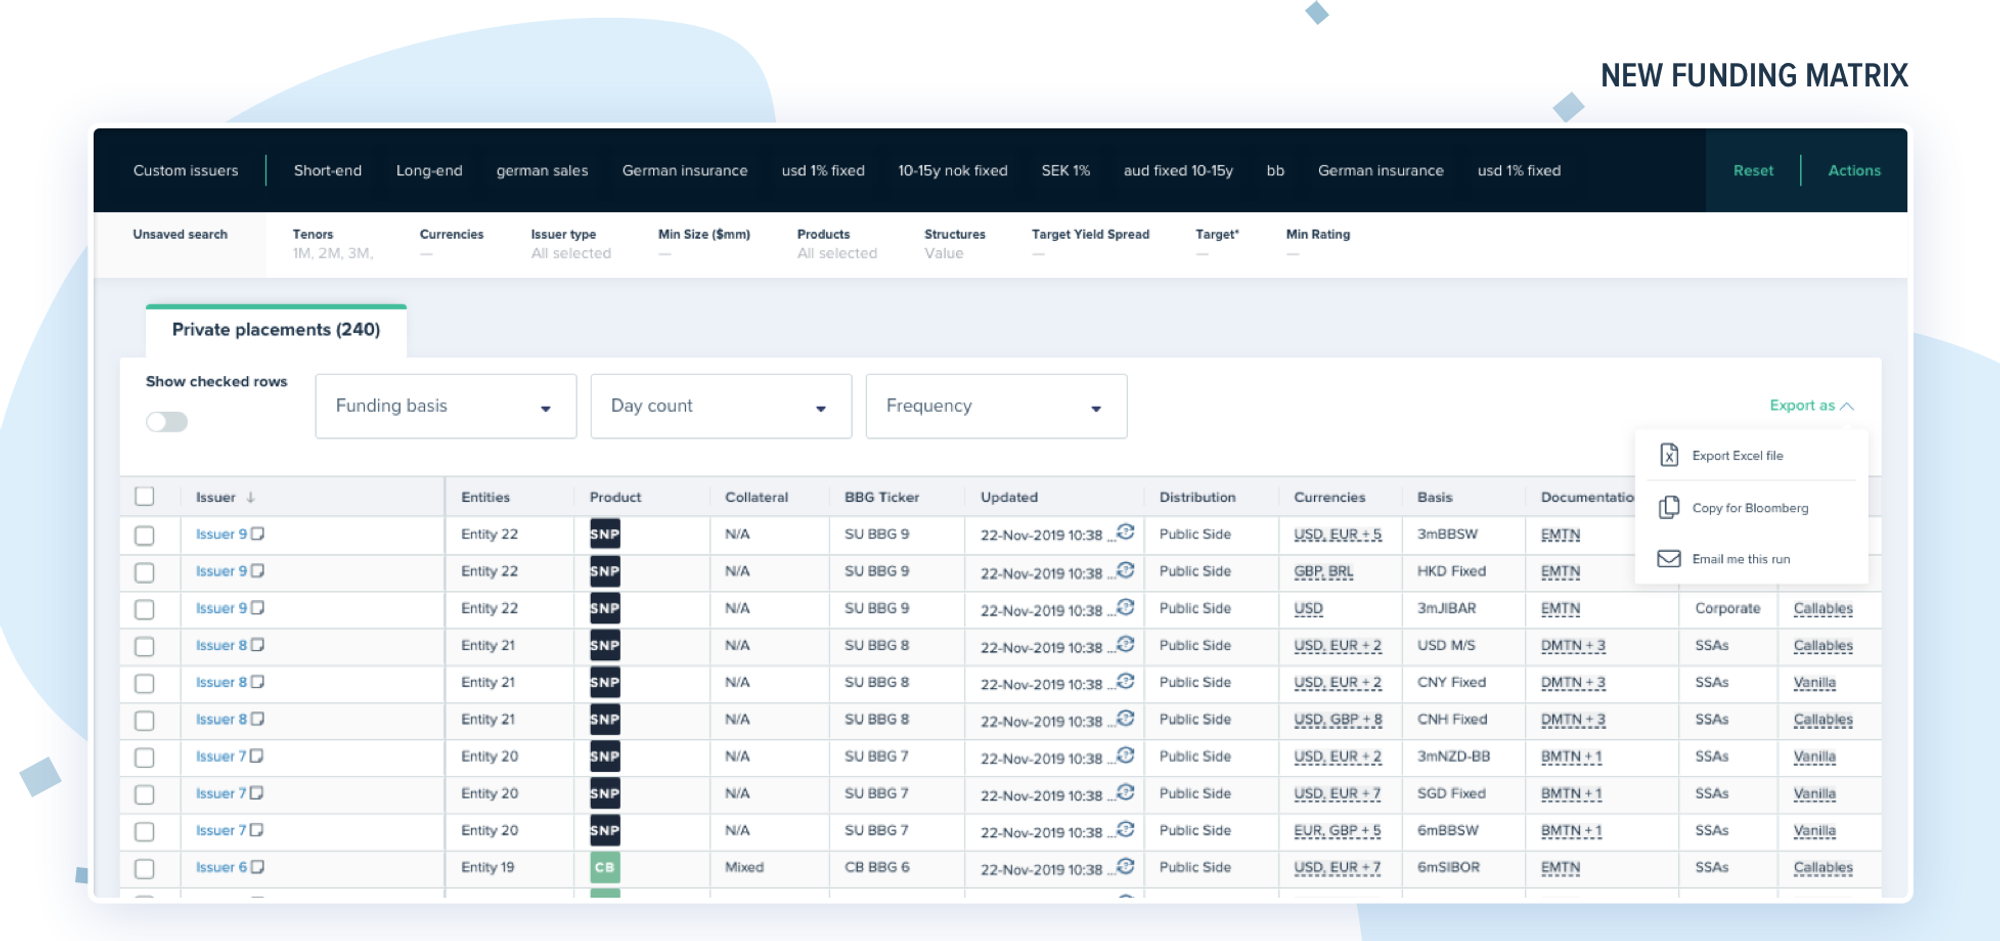 NEW FUNDING MATRIX
Custom issuers Short-end Long-end german sales German insurance usd 1% fixed 10-15y nok fixed SEK 1% aud fixed 10-15y bb German insurance usd 1% fixed Reset Actions
Unsaved search Tenors Currencies Issuer type Min Size ($mm) Products Structures Target Yield Spread Target* Min Rating
1M, 2M, 3M, — All selected — All selected Value — — —
Private placements (240)
Show checked rows
Funding basis Day count Frequency Export as
Export Excel file
Copy for Bloomberg
Email me this run
Issuer Entities Product Collateral BBG Ticker Updated Distribution Currencies Basis Documentatio
Issuer 9 Entity 22 SNP N/A SU BBG 9 22-Nov-2019 10:38 ... Public Side USD, EUR + 5 3mBBSW EMTN
Issuer 9 Entity 22 SNP N/A SU BBG 9 22-Nov-2019 10:38 ... Public Side GBP, BRL HKD Fixed EMTN
Issuer 9 Entity 22 SNP N/A SU BBG 9 22-Nov-2019 10:38 ... Public Side USD 3mJIBAR EMTN Corporate Callables
Issuer 8 Entity 21 SNP N/A SU BBG 8 22-Nov-2019 10:38 ... Public Side USD, EUR + 2 USD M/S DMTN + 3 SSAs Callables
Issuer 8 Entity 21 SNP N/A SU BBG 8 22-Nov-2019 10:38 ... Public Side USD, EUR + 2 CNY Fixed DMTN + 3 SSAs Vanilla
Issuer 8 Entity 21 SNP N/A SU BBG 8 22-Nov-2019 10:38 ... Public Side USD, GBP + 8 CNH Fixed DMTN + 3 SSAs Callables
Issuer 7 Entity 20 SNP N/A SU BBG 7 22-Nov-2019 10:38 ... Public Side USD, EUR + 2 3mNZD-BB BMTN + 1 SSAs Vanilla
Issuer 7 Entity 20 SNP N/A SU BBG 7 22-Nov-2019 10:38 ... Public Side USD, EUR + 7 SGD Fixed BMTN + 1 SSAs Vanilla
Issuer 7 Entity 20 SNP N/A SU BBG 7 22-Nov-2019 10:38 ... Public Side EUR, GBP + 5 6mBBSW BMTN + 1 SSAs Vanilla
Issuer 6 Entity 19 CB Mixed CB BBG 6 22-Nov-2019 10:38 ... Public Side USD, EUR + 7 6mSIBOR EMTN SSAs Callables